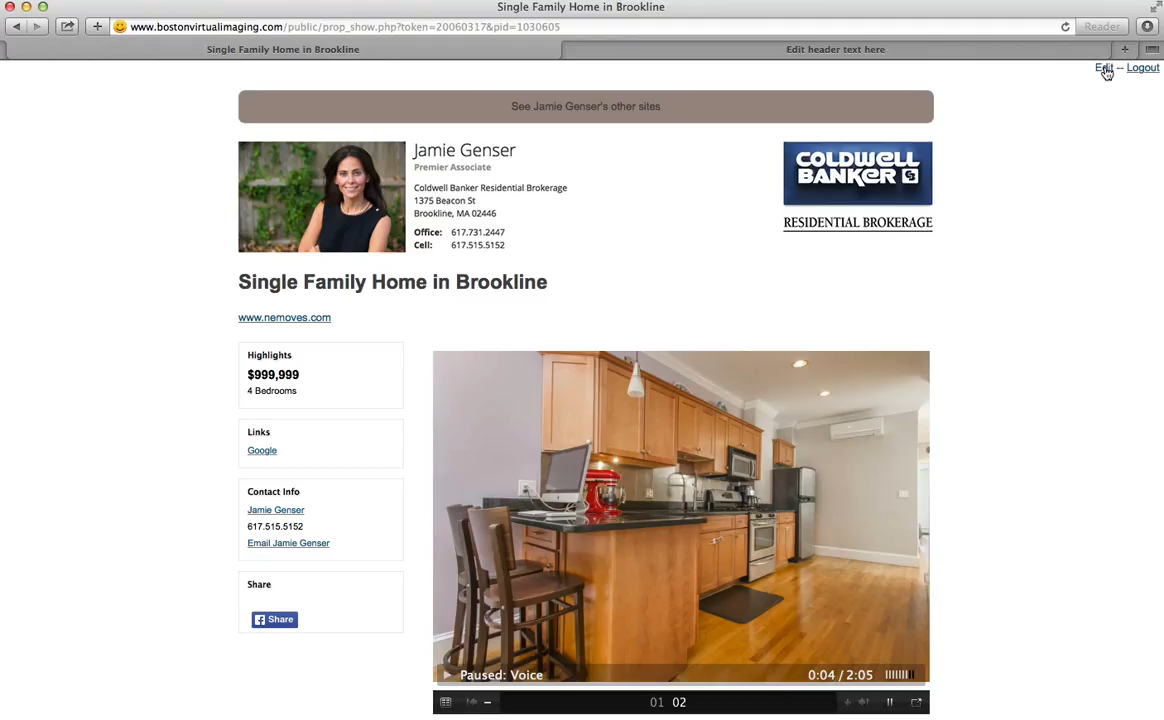 Single Family Home in Brookline
www.bostonvirtualimaging.com/public/prop_show.php?token=20060317&pid=1030605
Reader
Single Family Home in Brookline
Edit header text here
Edit -- Logout
See Jamie Genser's other sites
Jamie Genser
Premier Associate
Coldwell Banker Residential Brokerage
1375 Beacon St
Brookline, MA 02446
Office: 617.731.2447
Cell: 617.515.5152
COLDWELL
BANKER
RESIDENTIAL BROKERAGE
Single Family Home in Brookline
www.nemoves.com
Highlights
$999,999
4 Bedrooms
Links
Google
Contact Info
Jamie Genser
617.515.5152
Email Jamie Genser
Share
Share
Paused: Voice
0:04 / 2:05
01 02